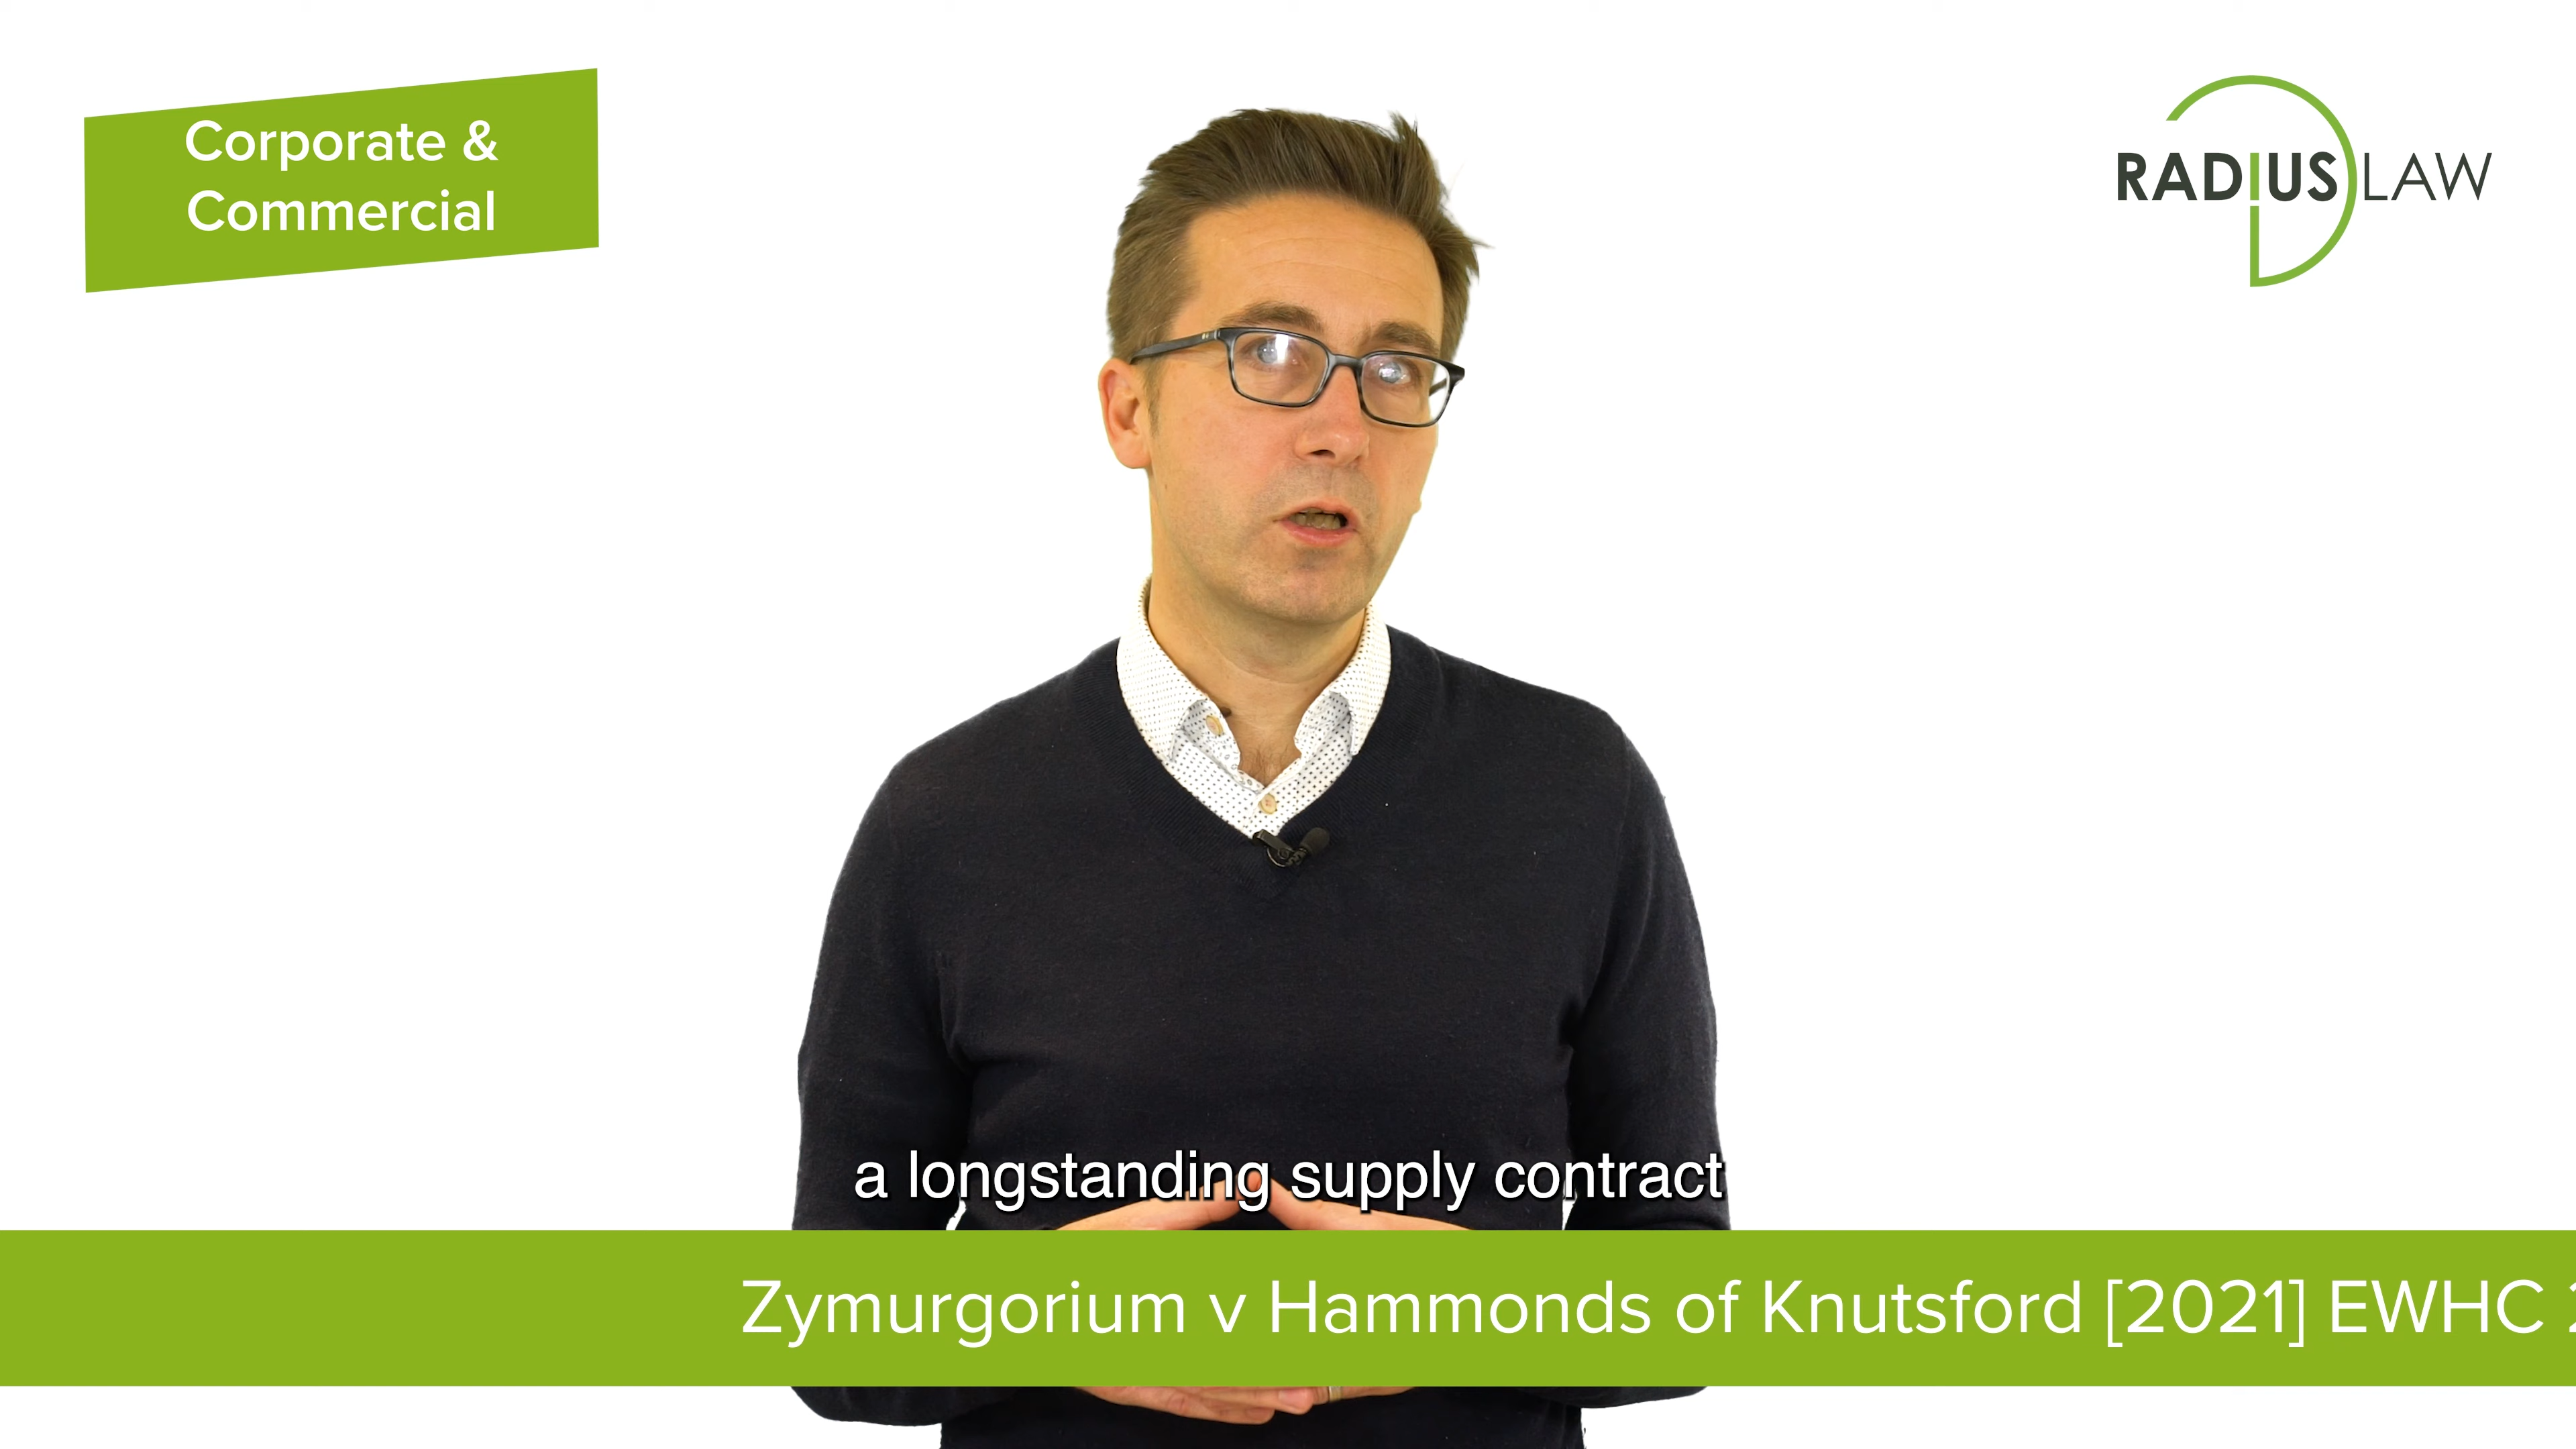 Corporate &
Commercial
RADIUS LAW
a longstanding supply contract
Zymurgorium v Hammonds of Knutsford [2021] EWHC